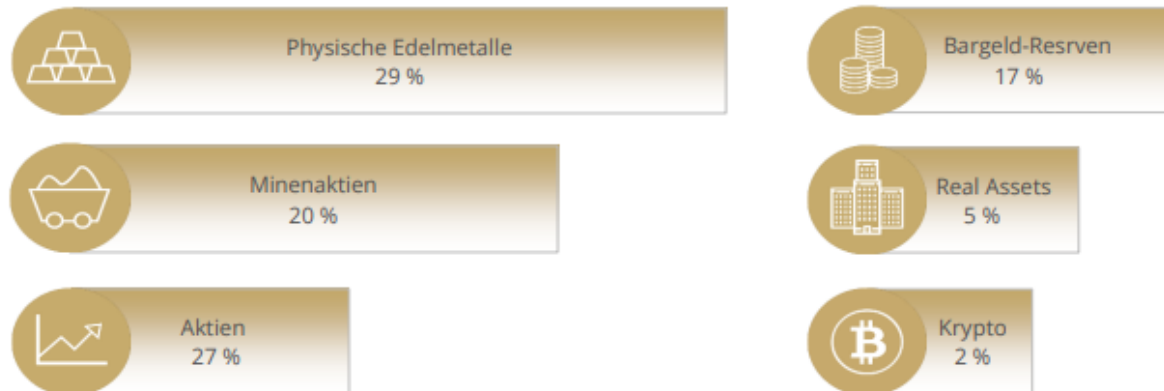 Physische Edelmetalle
29 %
Bargeld-Resrven
17 %
Minenaktien
20 %
Real Assets
5 %
Aktien
27 %
Krypto
2 %